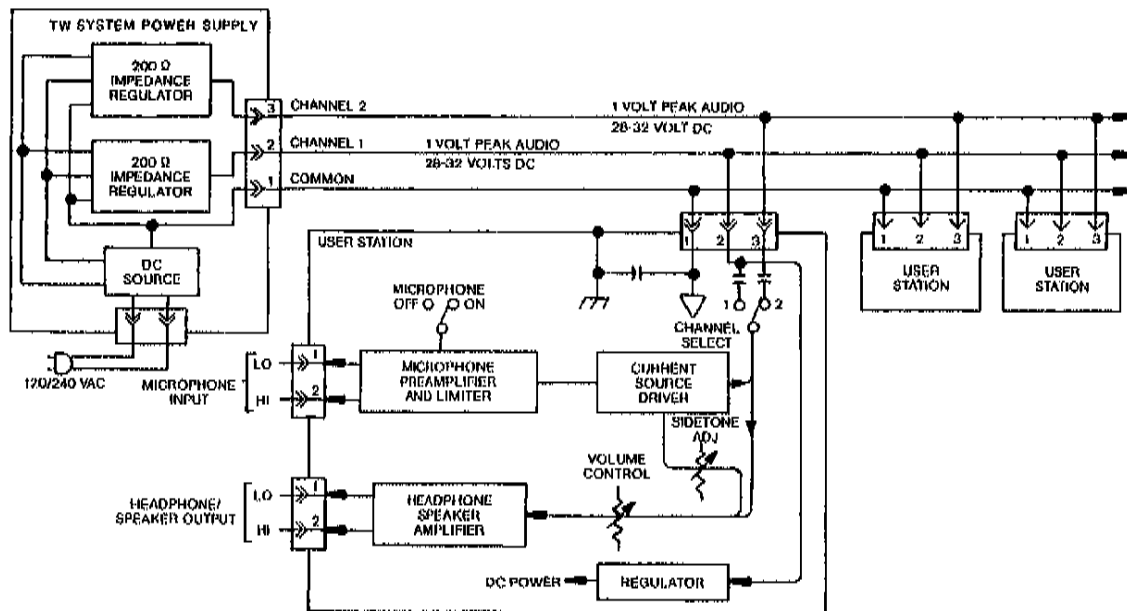 TW SYSTEM POWER SUPPLY
200 Ω
IMPEDANCE
REGULATOR
3
CHANNEL 2
1 VOLT PEAK AUDIO
28-32 VOLT DC
200 Ω
IMPEDANCE
REGULATOR
2
CHANNEL 1
1 VOLT PEAK AUDIO
28-32 VOLTS DC
1
COMMON
DC
SOURCE
120/240 VAC
USER STATION
1
2
3
1
2
3
USER
STATION
1
2
3
USER
STATION
MICROPHONE
OFF
ON
1
2
CHANNEL
SELECT
MICROPHONE
INPUT
LO
HI
1
2
MICROPHONE
PREAMPLIFIER
AND LIMITER
CURRENT
SOURCE
DRIVER
SIDETONE
ADJ
VOLUME
CONTROL
HEADPHONE/
SPEAKER OUTPUT
LO
HI
1
2
HEADPHONE
SPEAKER
AMPLIFIER
DC POWER
REGULATOR